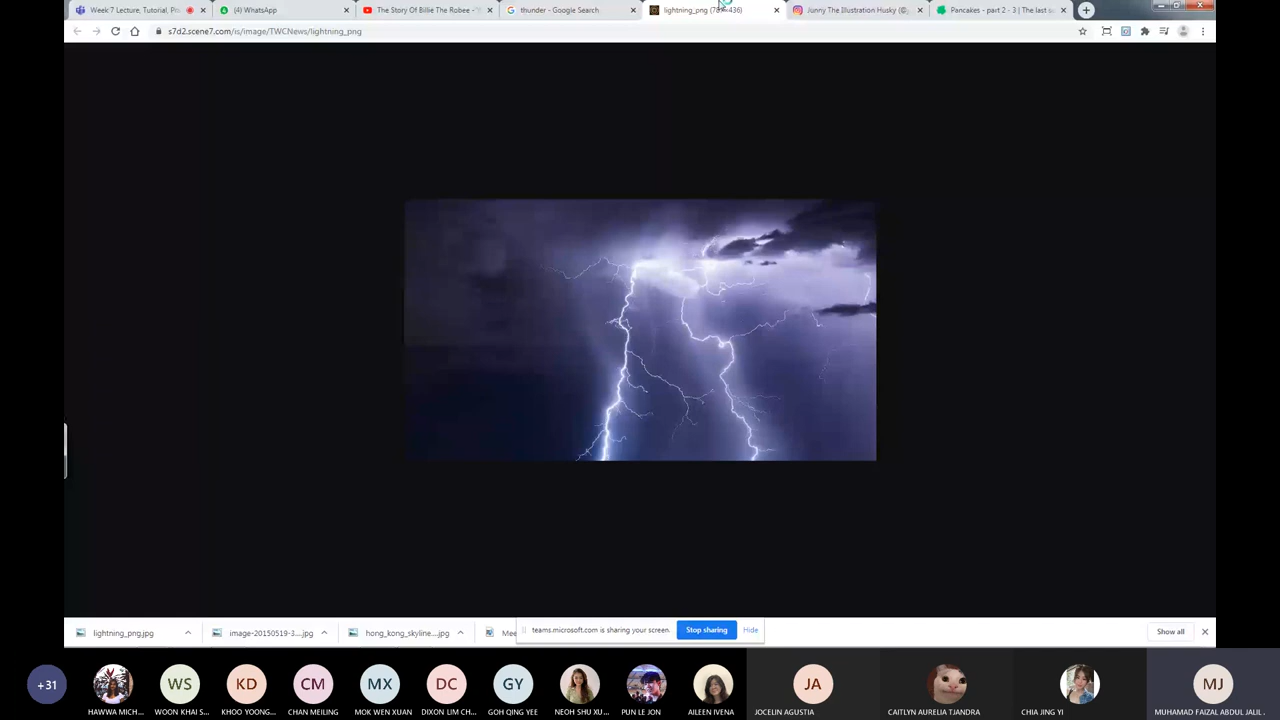 Week 7 Lecture, Tutorial, Pr
(4) WhatsApp
The Story Of Billie The Robee - "
thunder - Google Search
lightning_png
Junny The Illustration Husky (@
Pancakes - part 2 - 3 | The last s
s7d2.scene7.com/is/image/TWCNews/lightning_png
lightning_png.jpg
image-20150519-3....jpg
hong_kong_skyline....jpg
teams.microsoft.com is sharing your screen.
Stop sharing
Hide
Show all
+31
WS
KD
CM
MX
DC
GY
JA
MJ
HAWWA MICH...
WOON KHAI S...
KHOO YOONG...
CHAN MEILING
MOK WEN XUAN
DIXON LIM CH...
GOH QING YEE
NEOH SHU XU...
PUN LE JON
AILEEN IVENA
JOCELIN AGUSTIA
CAITLYN AURELIA TJANDRA
CHIA JING YI
MUHAMAD FAIZAL ABDUL JALIL